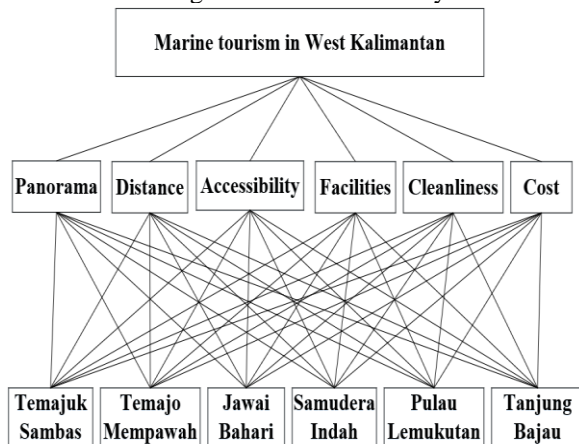 Marine tourism in West Kalimantan
Panorama
Distance
Accessibility
Facilities
Cleanliness
Cost
Temajuk
Sambas
Temajo
Mempawah
Jawai
Bahari
Samudera
Indah
Pulau
Lemukutan
Tanjung
Bajau